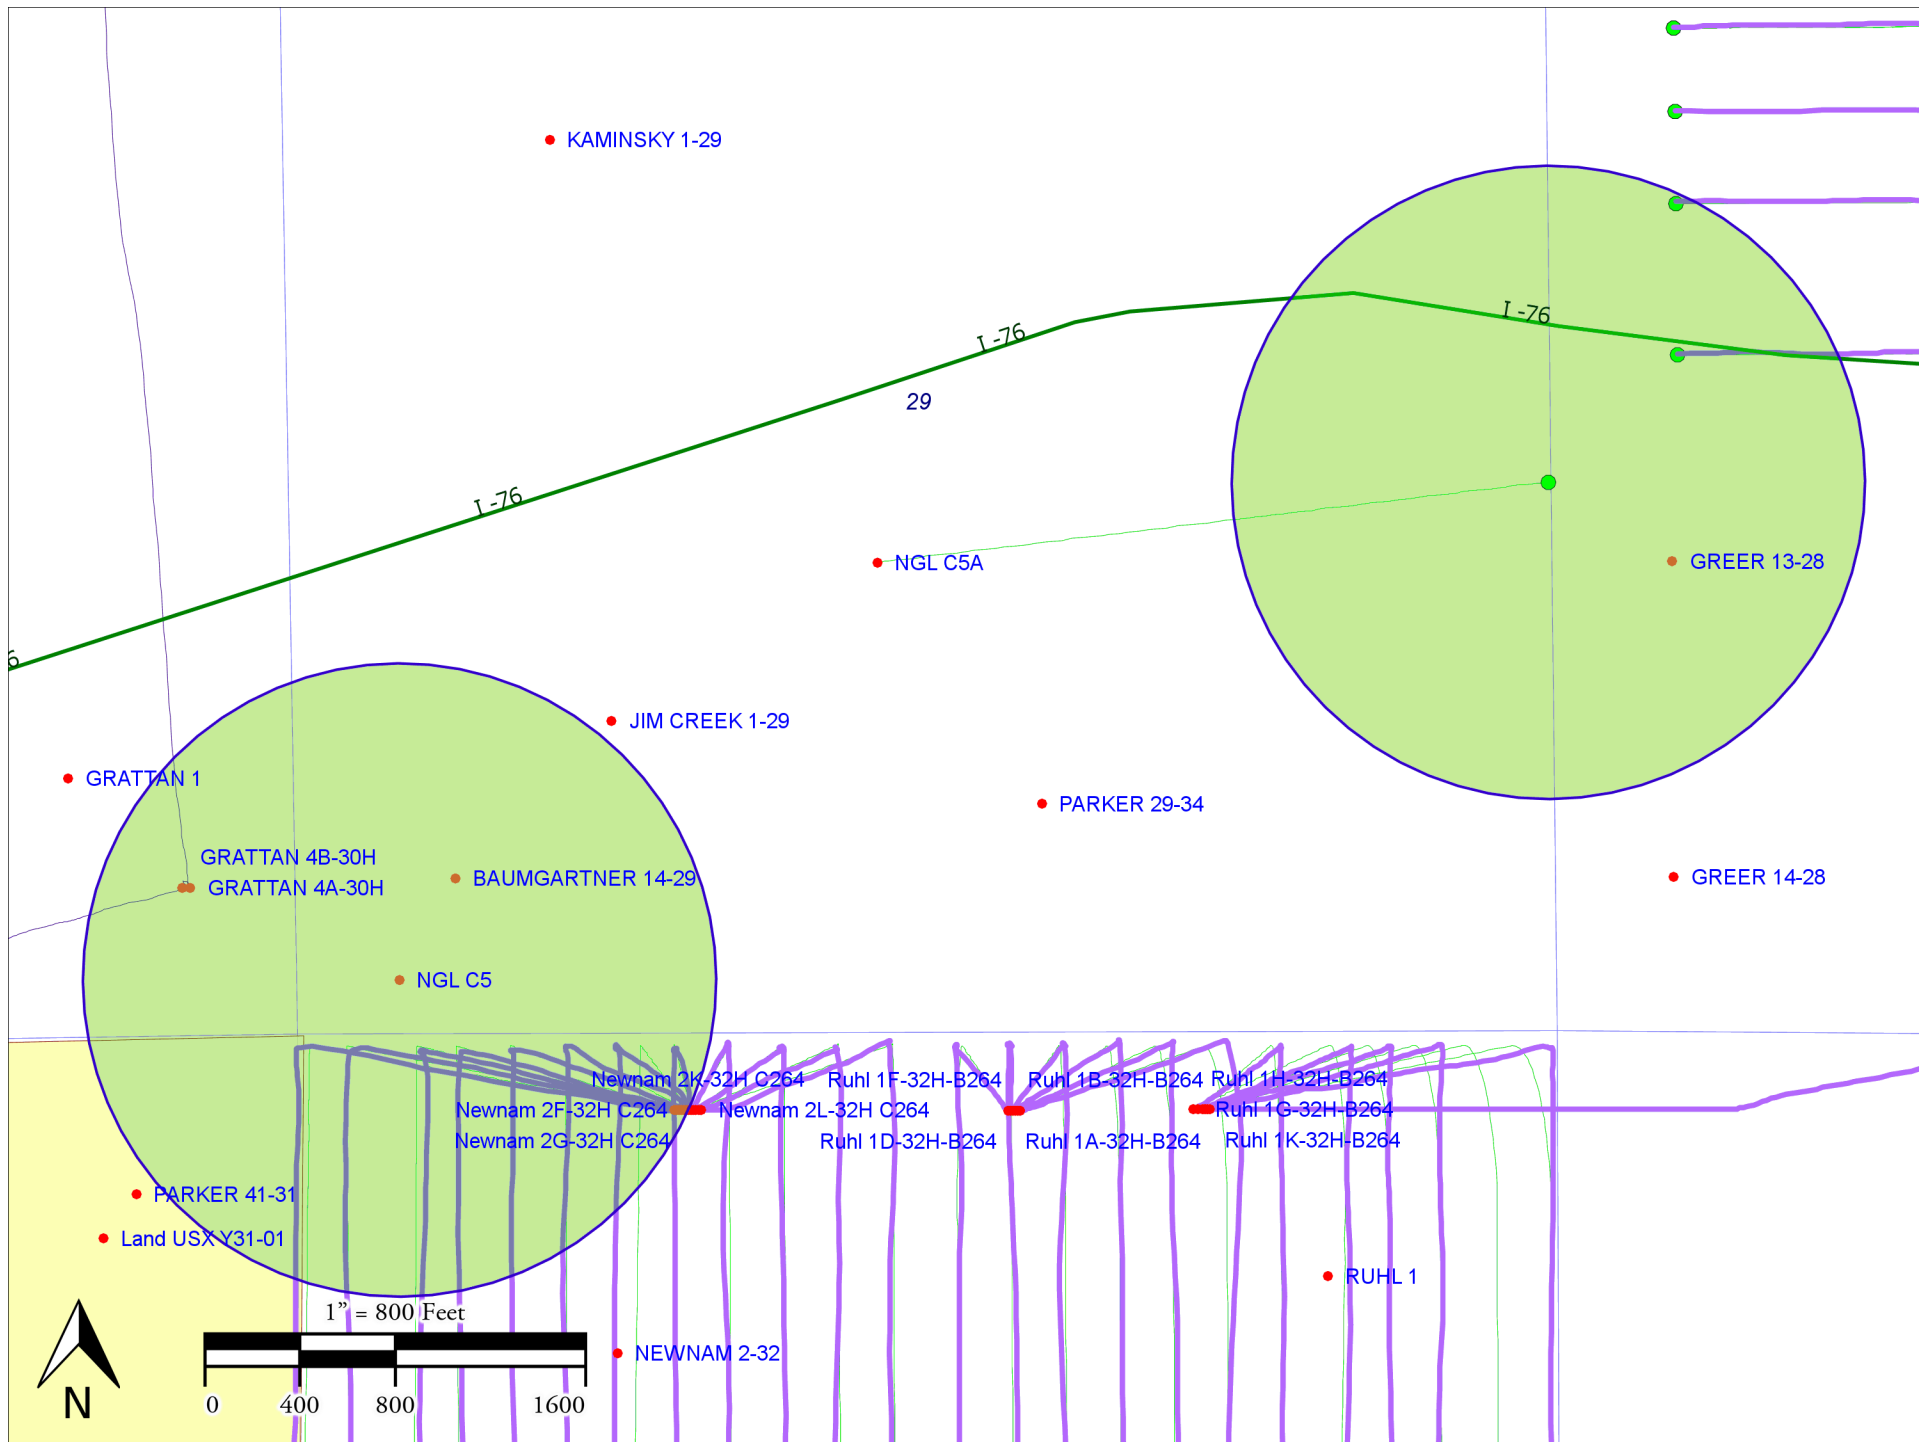 KAMINSKY 1-29
I -76
I -76
29
I -76
NGL C5A
GREER 13-28
6
JIM CREEK 1-29
GRATTAN 1
PARKER 29-34
GRATTAN 4B-30H
BAUMGARTNER 14-29
GREER 14-28
GRATTAN 4A-30H
NGL C5
Newnam 2K-32H C264
Ruhl 1F-32H-B264
Ruhl 1B-32H-B264
Ruhl 1H-32H-B264
Newnam 2F-32H C264
Newnam 2L-32H C264
Ruhl 1G-32H-B264
Newnam 2G-32H C264
Ruhl 1D-32H-B264
Ruhl 1A-32H-B264
Ruhl 1K-32H-B264
PARKER 41-31
Land USX Y31-01
RUHL 1
1” = 800 Feet
NEWNAM 2-32
N
0 400 800 1600